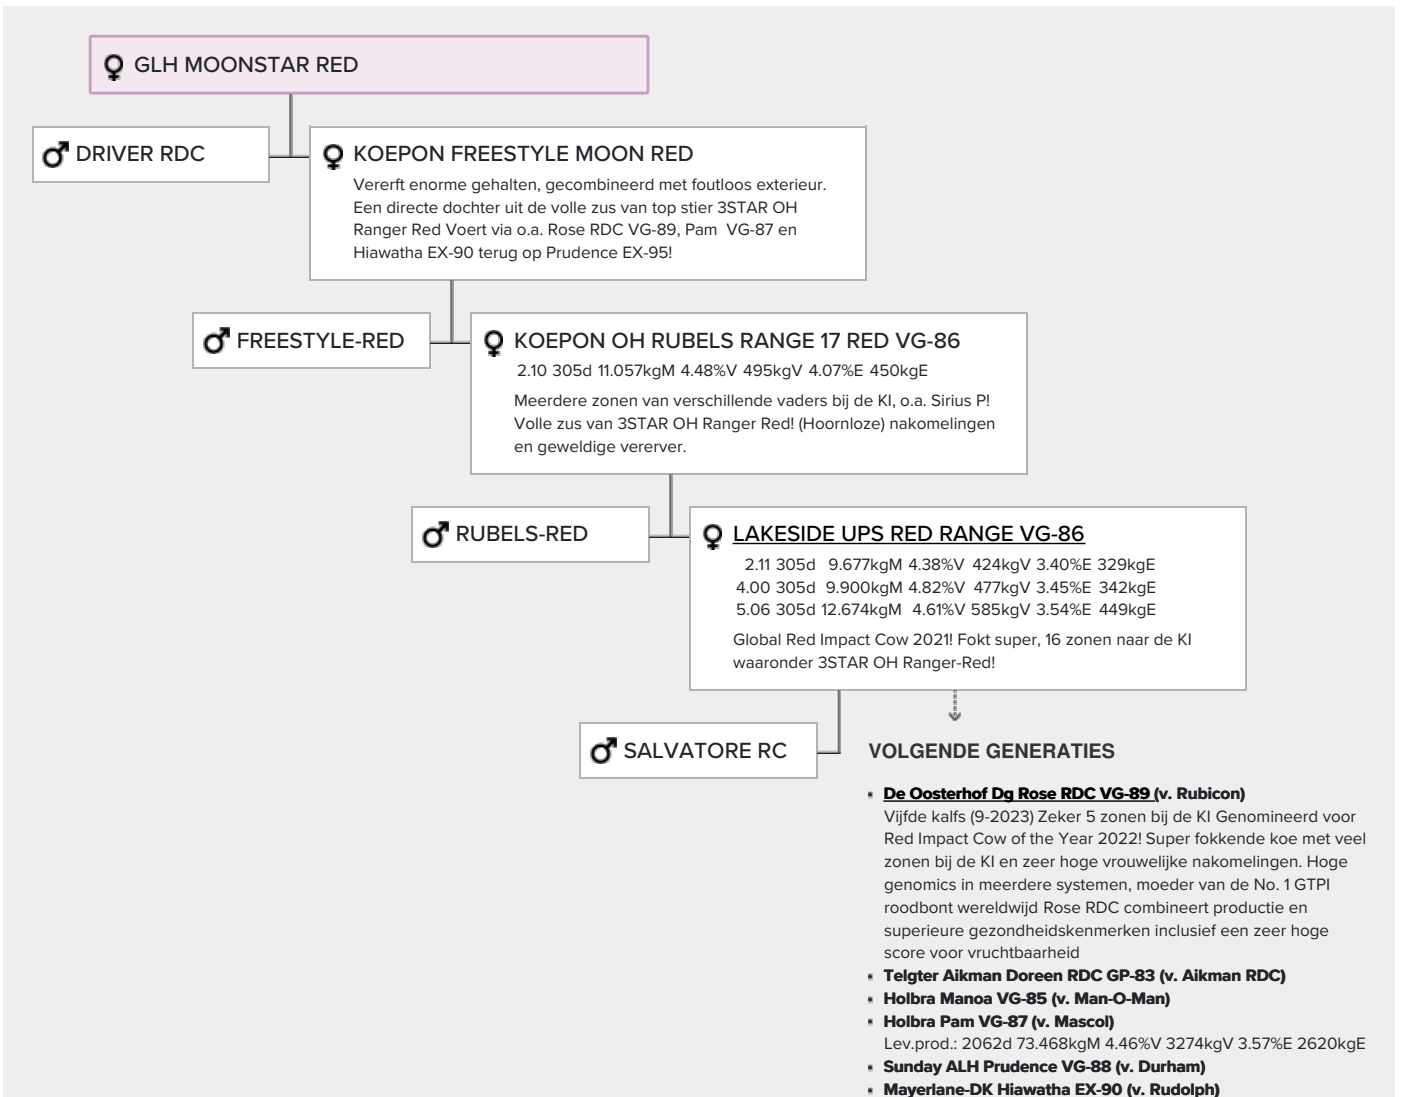 GLH MOONSTAR RED
DRIVER RDC
KOEPON FREESTYLE MOON RED
Vererft enorme gehalten, gecombineerd met foutloos exterieur.
Een directe dochter uit de volle zus van top stier 3STAR OH
Ranger Red Voert via o.a. Rose RDC VG-89, Pam VG-87 en
Hiawatha EX-90 terug op Prudence EX-95!
FREESTYLE-RED
KOEPON OH RUBELS RANGE 17 RED VG-86
2.10 305d 11.057kgM 4.48%V 495kgV 4.07%E 450kgE
Meerdere zonen van verschillende vaders bij de KI, o.a. Sirius P!
Volle zus van 3STAR OH Ranger Red! (Hoornloze) nakomelingen
en geweldige vererver.
RUBELS-RED
LAKESIDE UPS RED RANGE VG-86
2.11 305d 9.677kgM 4.38%V 424kgV 3.40%E 329kgE
4.00 305d 9.900kgM 4.82%V 477kgV 3.45%E 342kgE
5.06 305d 12.674kgM 4.61%V 585kgV 3.54%E 449kgE
Global Red Impact Cow 2021! Fokt super, 16 zonen naar de KI
waaronder 3STAR OH Ranger-Red!
SALVATORE RC
VOLGENDE GENERATIES
De Oosterhof Dg Rose RDC VG-89 (v. Rubicon)
Vijfde kalfs (9-2023) Zeker 5 zonen bij de KI Genomineerd voor
Red Impact Cow of the Year 2022! Super fokkende koe met veel
zonen bij de KI en zeer hoge vrouwelijke nakomelingen. Hoge
genomics in meerdere systemen, moeder van de No. 1 GTPI
roodbont wereldwijd Rose RDC combineert productie en
superieure gezondheidskenmerken inclusief een zeer hoge
score voor vruchtbaarheid
Telgter Aikman Doreen RDC GP-83 (v. Aikman RDC)
Holbra Manoa VG-85 (v. Man-O-Man)
Holbra Pam VG-87 (v. Mascol)
Lev.prod.: 2062d 73.468kgM 4.46%V 3274kgV 3.57%E 2620kgE
Sunday ALH Prudence VG-88 (v. Durham)
Mayerlane-DK Hiawatha EX-90 (v. Rudolph)